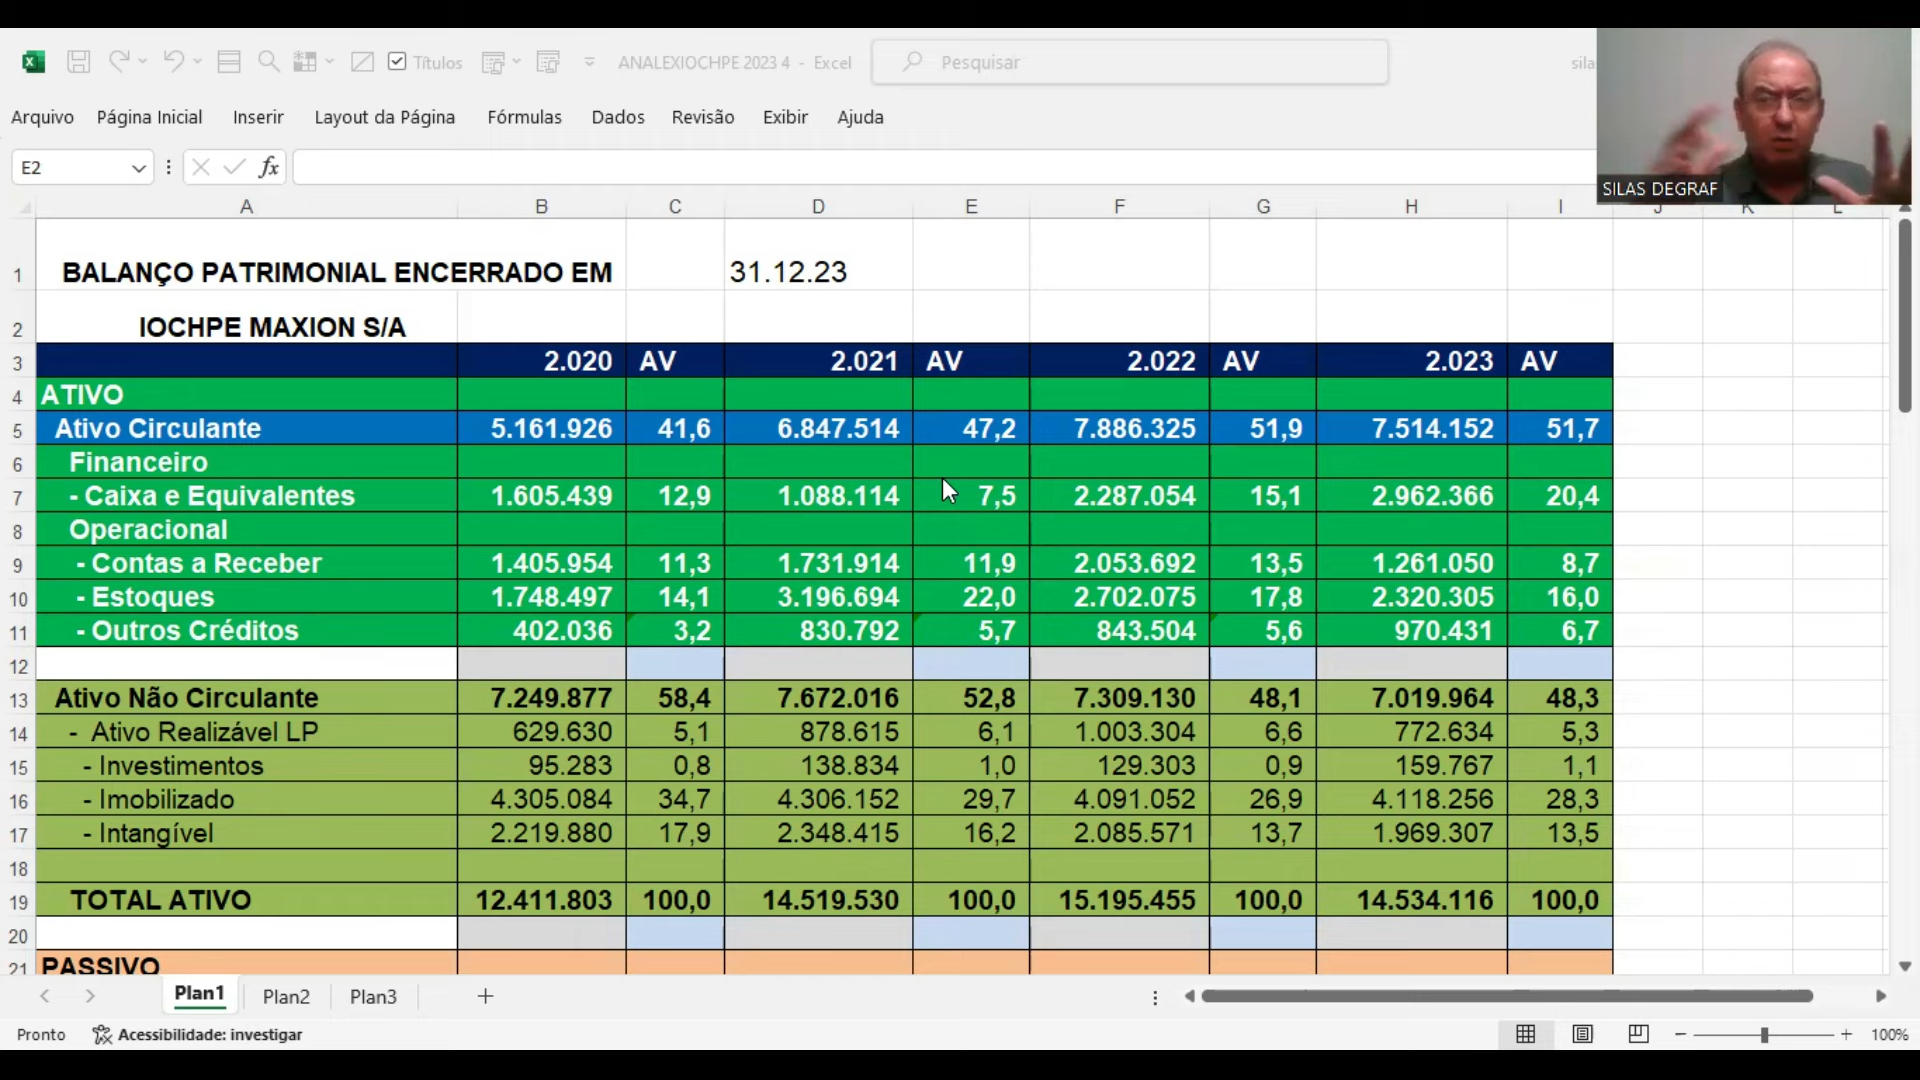 Títulos ANALEXIOCHPE 2023 4 - Excel Pesquisar sila
Arquivo Página Inicial Inserir Layout da Página Fórmulas Dados Revisão Exibir Ajuda
E2 fx
SILAS DEGRAF
A B C D E F G H I J K L
1 BALANÇO PATRIMONIAL ENCERRADO EM 31.12.23
2 IOCHPE MAXION S/A
3 2.020 AV 2.021 AV 2.022 AV 2.023 AV
4 ATIVO
5 Ativo Circulante 5.161.926 41,6 6.847.514 47,2 7.886.325 51,9 7.514.152 51,7
6 Financeiro
7 - Caixa e Equivalentes 1.605.439 12,9 1.088.114 7,5 2.287.054 15,1 2.962.366 20,4
8 Operacional
9 - Contas a Receber 1.405.954 11,3 1.731.914 11,9 2.053.692 13,5 1.261.050 8,7
10 - Estoques 1.748.497 14,1 3.196.694 22,0 2.702.075 17,8 2.320.305 16,0
11 - Outros Créditos 402.036 3,2 830.792 5,7 843.504 5,6 970.431 6,7
12
13 Ativo Não Circulante 7.249.877 58,4 7.672.016 52,8 7.309.130 48,1 7.019.964 48,3
14 - Ativo Realizável LP 629.630 5,1 878.615 6,1 1.003.304 6,6 772.634 5,3
15 - Investimentos 95.283 0,8 138.834 1,0 129.303 0,9 159.767 1,1
16 - Imobilizado 4.305.084 34,7 4.306.152 29,7 4.091.052 26,9 4.118.256 28,3
17 - Intangível 2.219.880 17,9 2.348.415 16,2 2.085.571 13,7 1.969.307 13,5
18
19 TOTAL ATIVO 12.411.803 100,0 14.519.530 100,0 15.195.455 100,0 14.534.116 100,0
20
21 PASSIVO
Plan1 Plan2 Plan3
Pronto Acessibilidade: investigar 100%